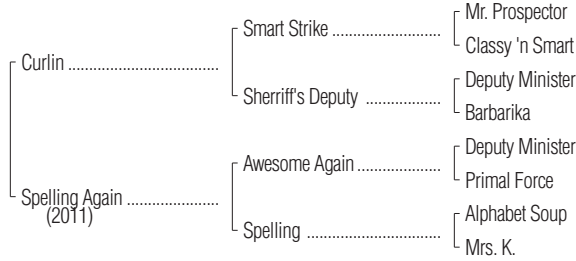 Mr. Prospector
Smart Strike ......................
Classy 'n Smart
Curlin ...............................
Deputy Minister
Sherriff's Deputy ...............
Barbarika
Deputy Minister
Awesome Again .................
Primal Force
Spelling Again ...................
(2011)
Alphabet Soup
Spelling ...........................
Mrs. K.